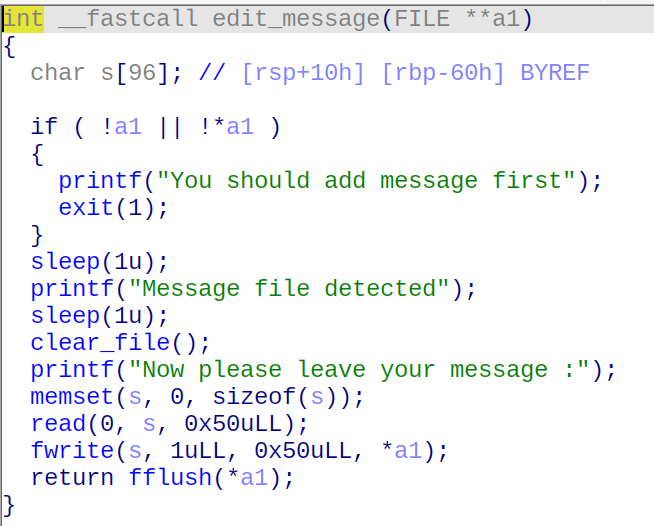 int __fastcall edit_message(FILE **a1)
{
  char s[96]; // [rsp+10h] [rbp-60h] BYREF

  if ( !a1 || !*a1 )
  {
    printf("You should add message first");
    exit(1);
  }
  sleep(1u);
  printf("Message file detected");
  sleep(1u);
  clear_file();
  printf("Now please leave your message :");
  memset(s, 0, sizeof(s));
  read(0, s, 0x50uLL);
  fwrite(s, 1uLL, 0x50uLL, *a1);
  return fflush(*a1);
}